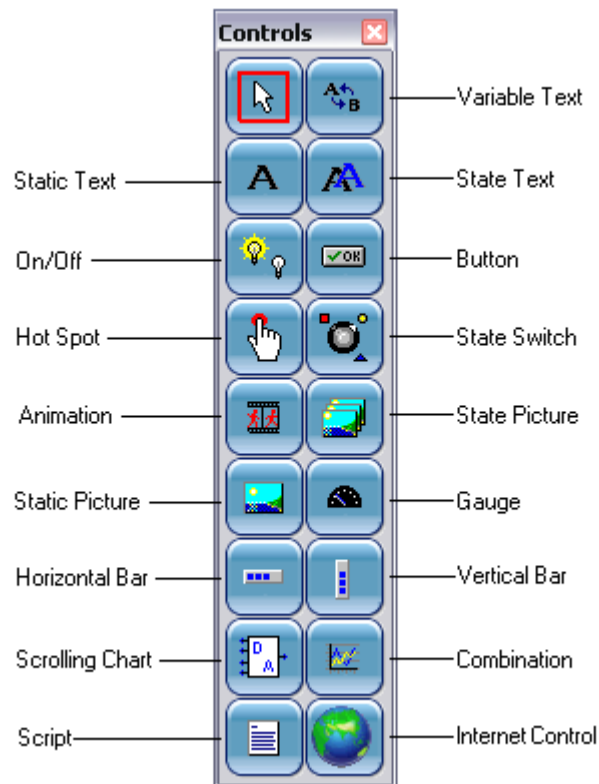 Controls
Variable Text
A B
Static Text
A
A A
State Text
On/Off
OK
Button
Hot Spot
State Switch
Animation
State Picture
Static Picture
Gauge
Horizontal Bar
Vertical Bar
Scrolling Chart
D
A
Combination
Script
Internet Control